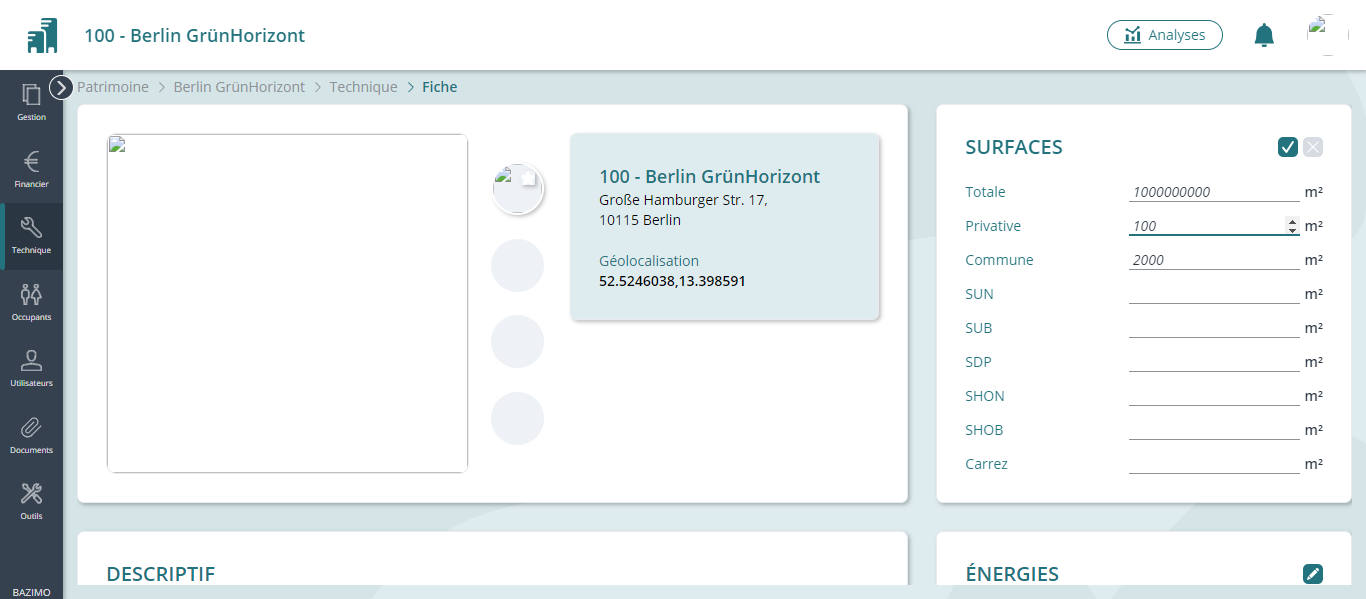 100 - Berlin GrünHorizont
Analyses
Patrimoine > Berlin GrünHorizont > Technique > Fiche
Gestion
Financier
Technique
Occupants
Utilisateurs
Documents
Outils
BAZIMO
100 - Berlin GrünHorizont
Große Hamburger Str. 17,
10115 Berlin
Géolocalisation
52.5246038,13.398591
SURFACES
Totale 1000000000 m²
Privative 100 m²
Commune 2000 m²
SUN m²
SUB m²
SDP m²
SHON m²
SHOB m²
Carrez m²
DESCRIPTIF
ÉNERGIES